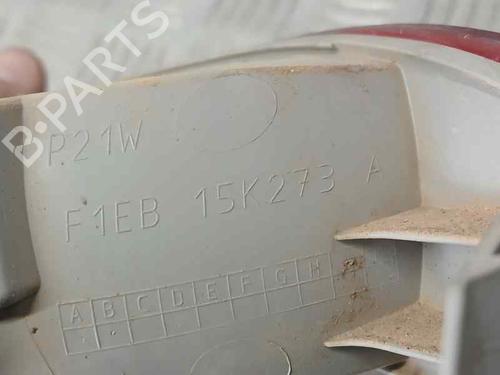 B-PARTS
P21W
F1EB 15K273 A
A B C D E F G H